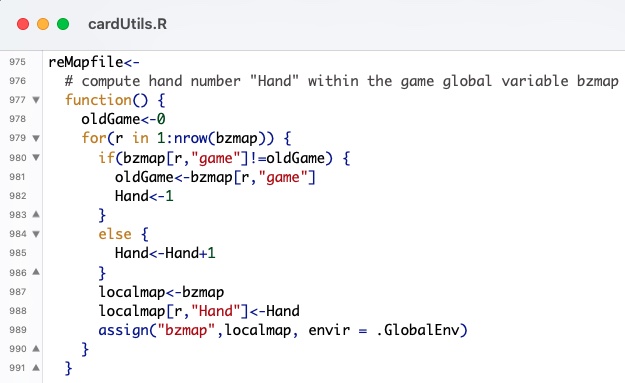 cardUtils.R
975 reMapfile<-
976 # compute hand number "Hand" within the game global variable bzmap
977 function() {
978 oldGame<-0
979 for(r in 1:nrow(bzmap)) {
980 if(bzmap[r,"game"]!=oldGame) {
981 oldGame<-bzmap[r,"game"]
982 Hand<-1
983 }
984 else {
985 Hand<-Hand+1
986 }
987 localmap<-bzmap
988 localmap[r,"Hand"]<-Hand
989 assign("bzmap",localmap, envir = .GlobalEnv)
990 }
991 }